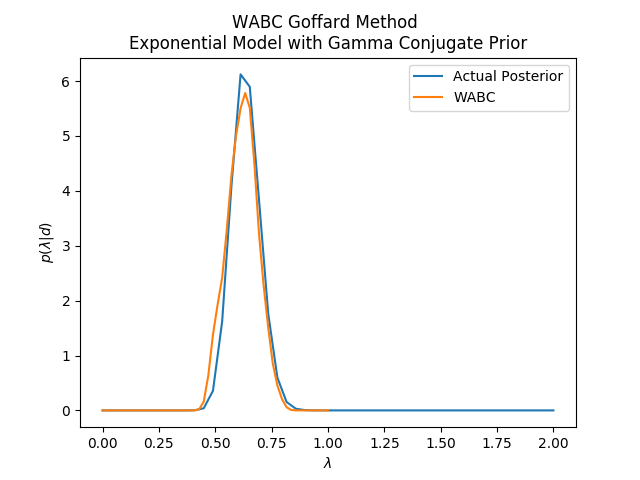 WABC Goffard Method
Exponential Model with Gamma Conjugate Prior
Actual Posterior
WABC
p(λ|d)
6
5
4
3
2
1
0
0.00 0.25 0.50 0.75 1.00 1.25 1.50 1.75 2.00
λ